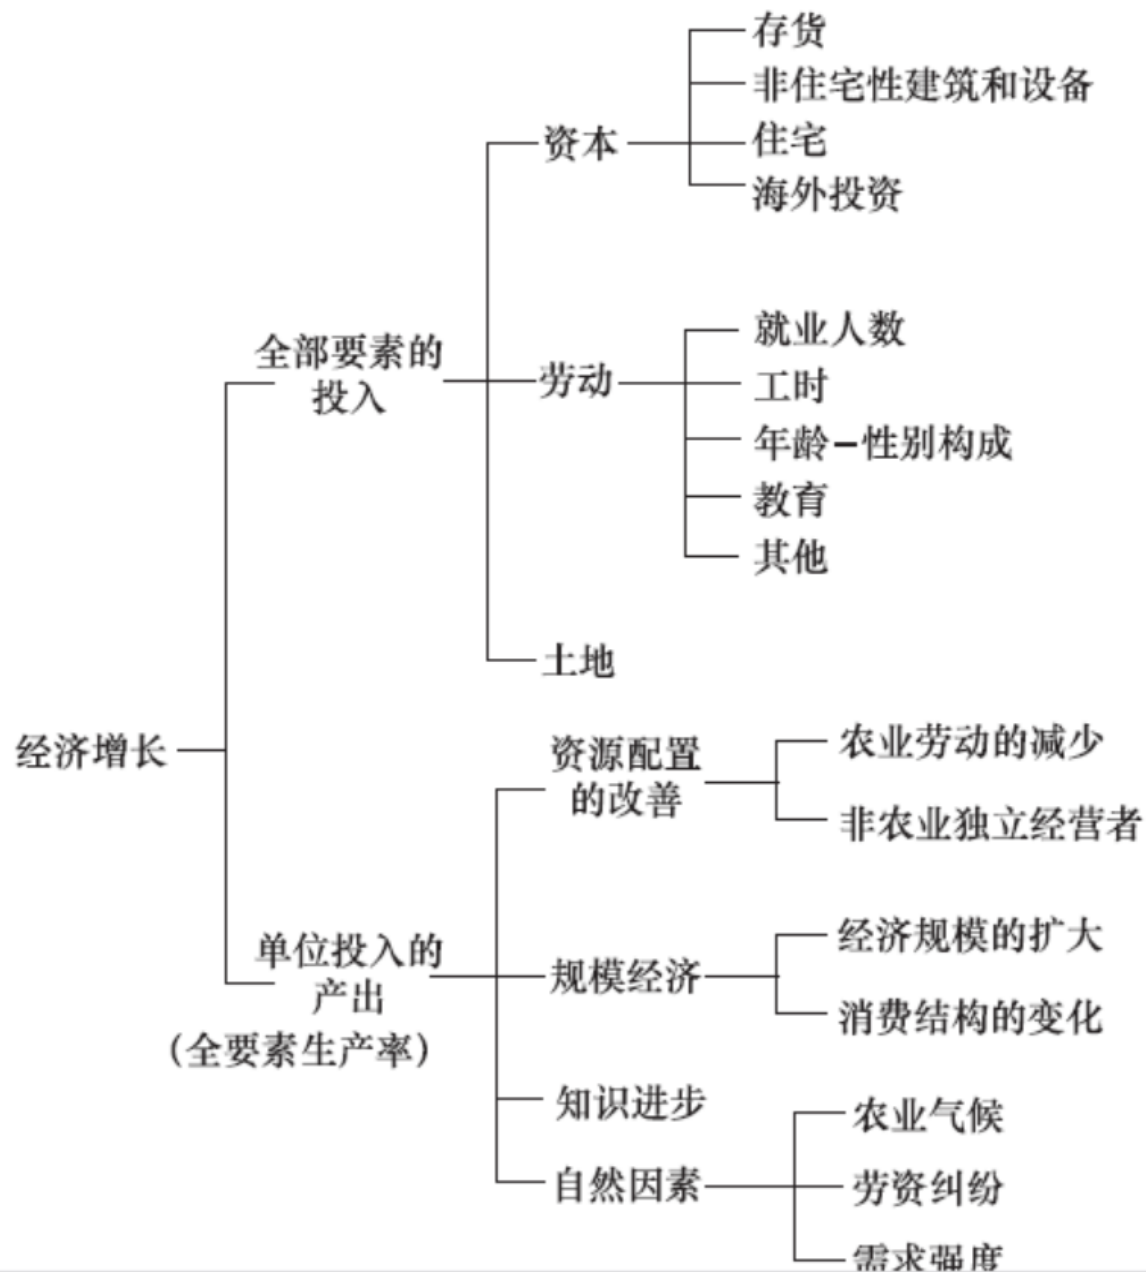 存货
非住宅性建筑和设备
资本
住宅
海外投资
全部要素的
投入
就业人数
劳动
工时
年龄-性别构成
教育
其他
土地
经济增长
资源配置
的改善
农业劳动的减少
非农业独立经营者
单位投入的
产出
(全要素生产率)
规模经济
经济规模的扩大
消费结构的变化
知识进步
自然因素
农业气候
劳资纠纷
需求强度